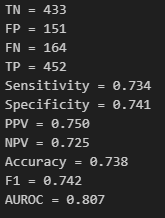 TN = 433
FP = 151
FN = 164
TP = 452
Sensitivity = 0.734
Specificity = 0.741
PPV = 0.750
NPV = 0.725
Accuracy = 0.738
F1 = 0.742
AUROC = 0.807